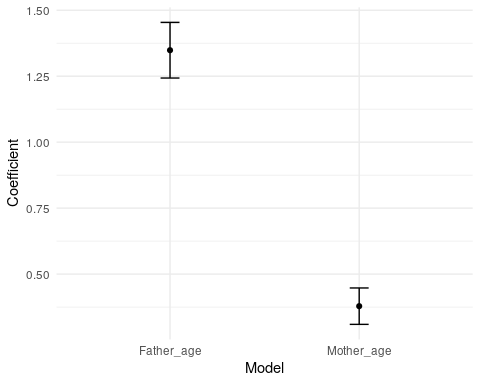 1.50
1.25
1.00
0.75
0.50
Coefficient
Father_age
Mother_age
Model